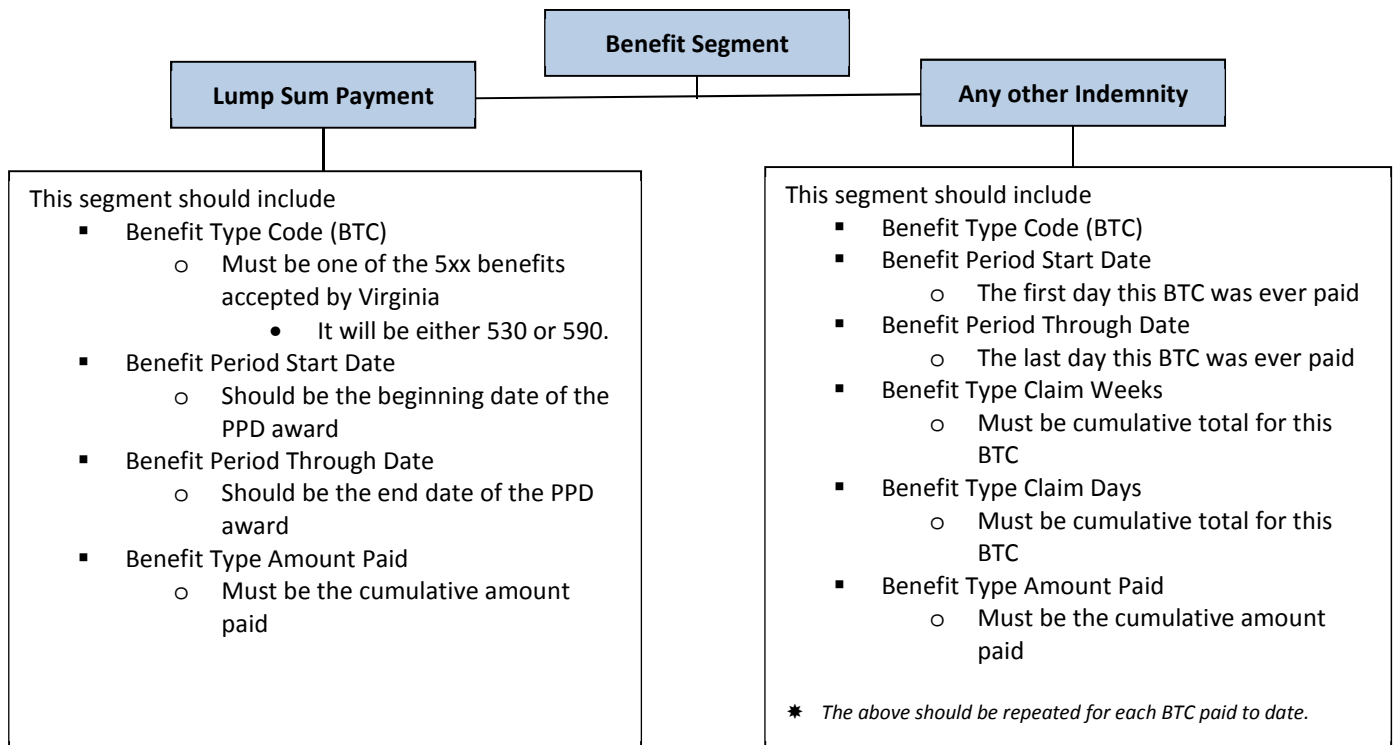 Benefit Segment
Lump Sum Payment
Any other Indemnity
This segment should include
▪ Benefit Type Code (BTC)
o Must be one of the 5xx benefits
accepted by Virginia
• It will be either 530 or 590.
▪ Benefit Period Start Date
o Should be the beginning date of the
PPD award
▪ Benefit Period Through Date
o Should be the end date of the PPD
award
▪ Benefit Type Amount Paid
o Must be the cumulative amount
paid
This segment should include
▪ Benefit Type Code (BTC)
▪ Benefit Period Start Date
o The first day this BTC was ever paid
▪ Benefit Period Through Date
o The last day this BTC was ever paid
▪ Benefit Type Claim Weeks
o Must be cumulative total for this
BTC
▪ Benefit Type Claim Days
o Must be cumulative total for this
BTC
▪ Benefit Type Amount Paid
o Must be the cumulative amount
paid
✷ The above should be repeated for each BTC paid to date.